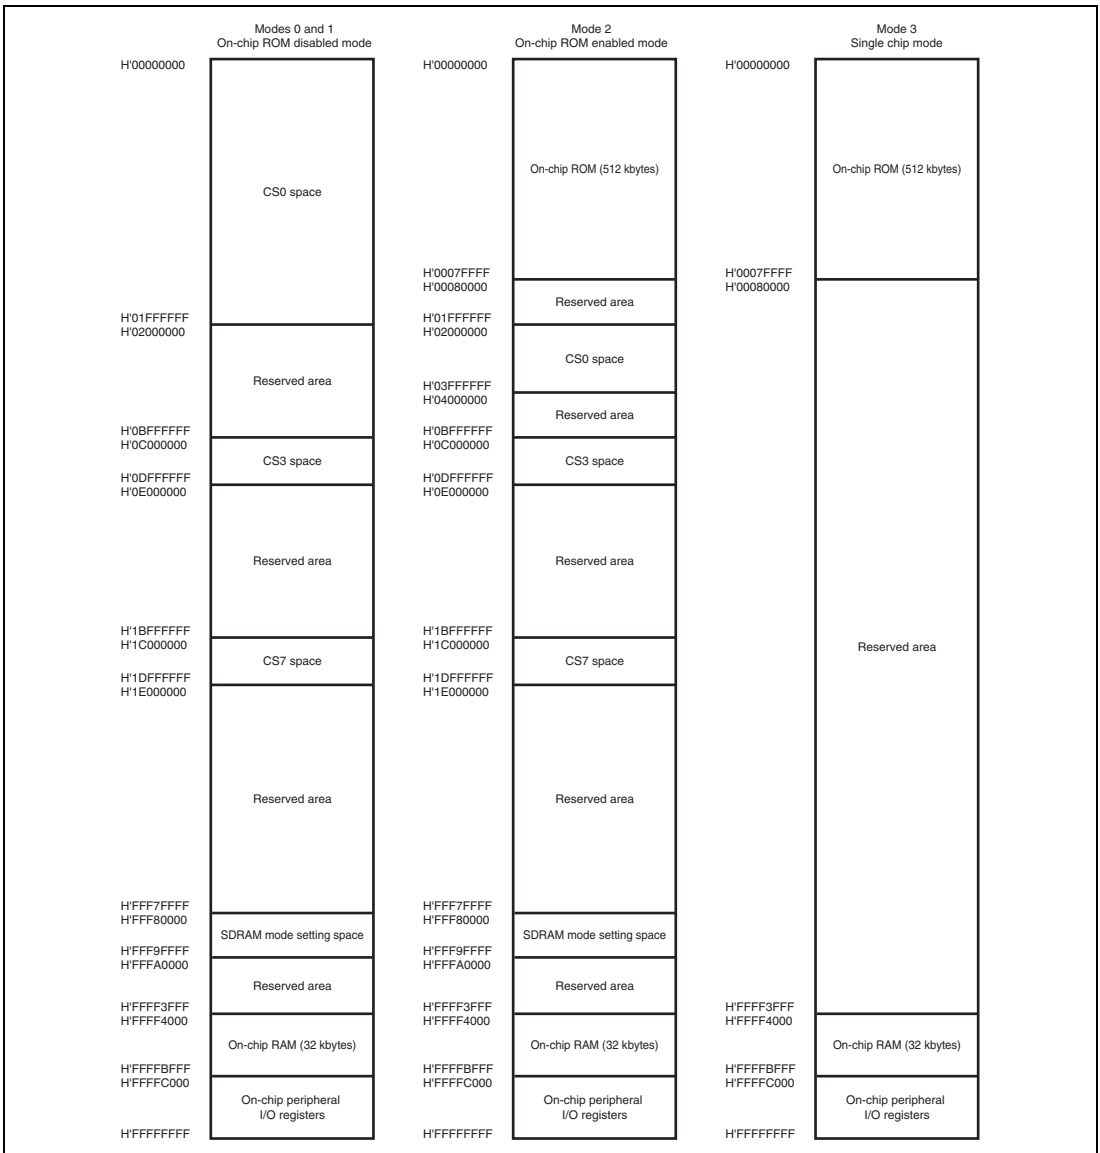 Modes 0 and 1
On-chip ROM disabled mode
H'00000000
CS0 space
H'01FFFFFF
H'02000000
Reserved area
H'0BFFFFFF
H'0C000000
CS3 space
H'0DFFFFFF
H'0E000000
Reserved area
H'1BFFFFFF
H'1C000000
CS7 space
H'1DFFFFFF
H'1E000000
Reserved area
H'FFF7FFFF
H'FFF80000
SDRAM mode setting space
H'FFF9FFFF
H'FFFA0000
Reserved area
H'FFFF3FFF
H'FFFF4000
On-chip RAM (32 kbytes)
H'FFFFBFFF
H'FFFFC000
On-chip peripheral
I/O registers
H'FFFFFFFF
Mode 2
On-chip ROM enabled mode
H'00000000
On-chip ROM (512 kbytes)
H'0007FFFF
H'00080000
Reserved area
H'01FFFFFF
H'02000000
CS0 space
H'03FFFFFF
H'04000000
Reserved area
H'0BFFFFFF
H'0C000000
CS3 space
H'0DFFFFFF
H'0E000000
Reserved area
H'1BFFFFFF
H'1C000000
CS7 space
H'1DFFFFFF
H'1E000000
Reserved area
H'FFF7FFFF
H'FFF80000
SDRAM mode setting space
H'FFF9FFFF
H'FFFA0000
Reserved area
H'FFFF3FFF
H'FFFF4000
On-chip RAM (32 kbytes)
H'FFFFBFFF
H'FFFFC000
On-chip peripheral
I/O registers
H'FFFFFFFF
Mode 3
Single chip mode
H'00000000
On-chip ROM (512 kbytes)
H'0007FFFF
H'00080000
Reserved area
H'FFFF3FFF
H'FFFF4000
On-chip RAM (32 kbytes)
H'FFFFBFFF
H'FFFFC000
On-chip peripheral
I/O registers
H'FFFFFFFF